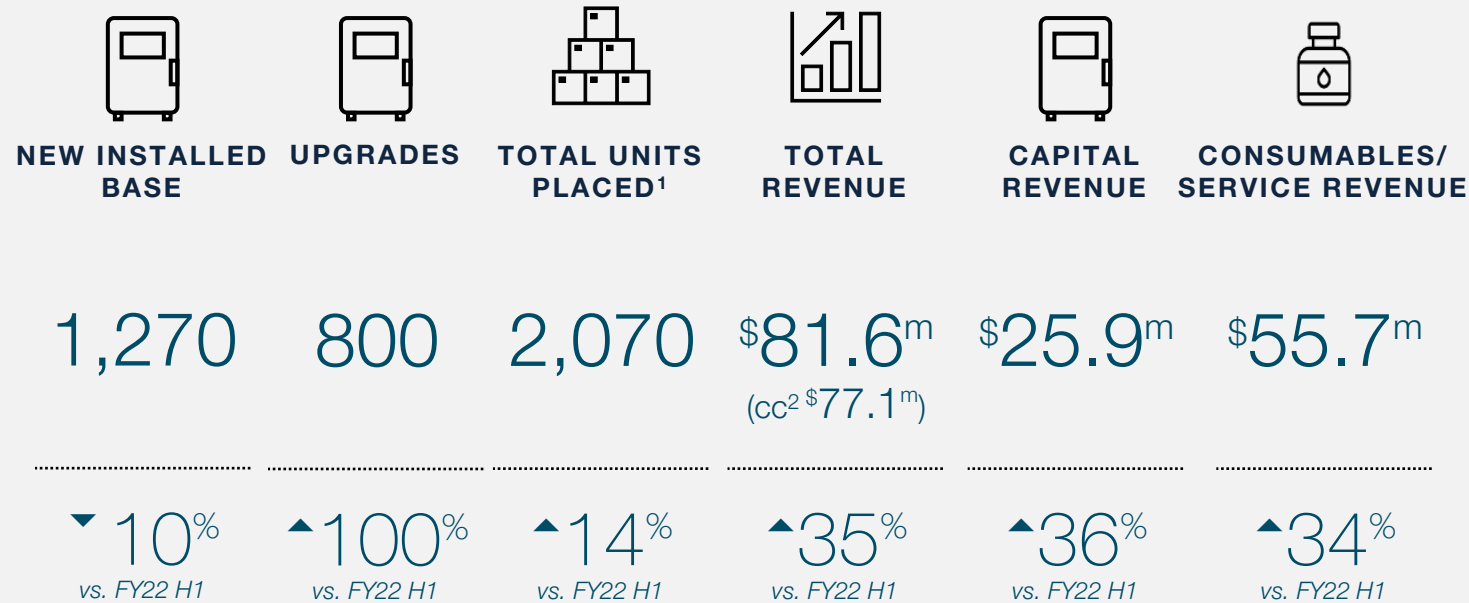 NEW INSTALLED BASE
UPGRADES
TOTAL UNITS PLACED¹
TOTAL REVENUE
CAPITAL REVENUE
CONSUMABLES/ SERVICE REVENUE
1,270
800
2,070
$81.6m
(cc² $77.1m)
$25.9m
$55.7m
▼ 10%
vs. FY22 H1
▲ 100%
vs. FY22 H1
▲ 14%
vs. FY22 H1
▲ 35%
vs. FY22 H1
▲ 36%
vs. FY22 H1
▲ 34%
vs. FY22 H1